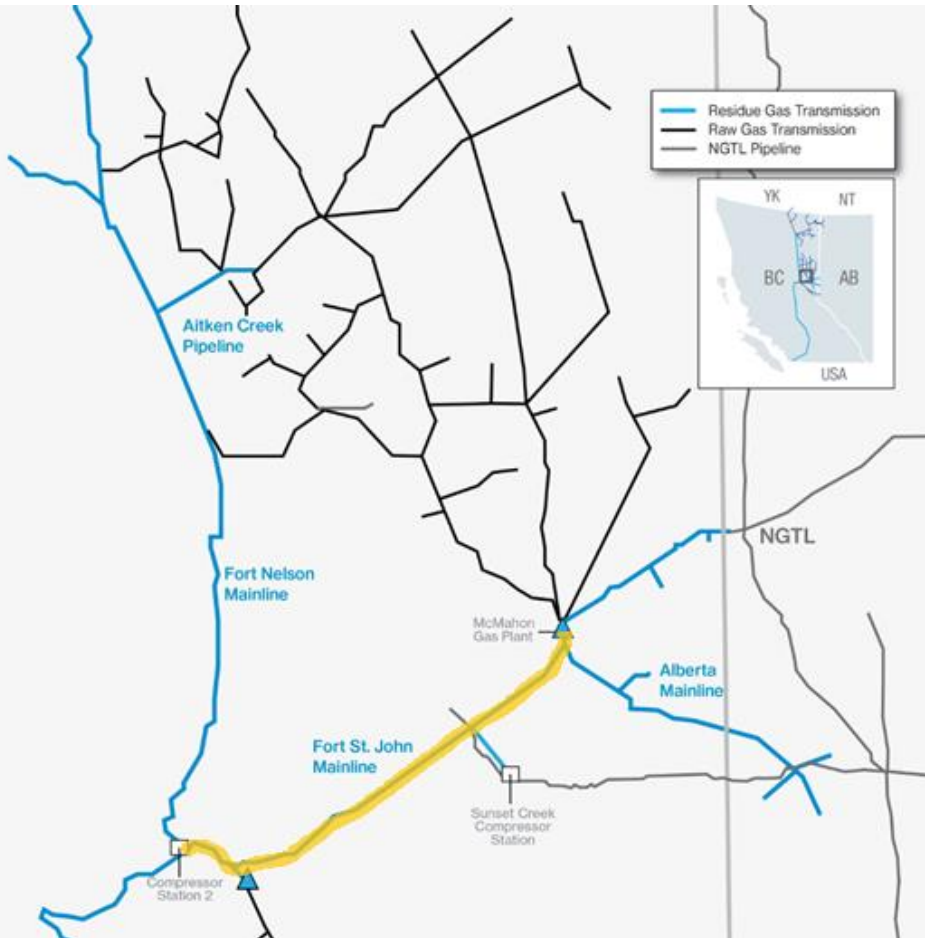 Residue Gas Transmission
Raw Gas Transmission
NGTL Pipeline
YK
NT
BC
AB
USA
Aitken Creek
Pipeline
NGTL
Fort Nelson
Mainline
McMahon
Gas Plant
Alberta
Mainline
Fort St. John
Mainline
Sunset Creek
Compressor
Station
Compressor
Station 2